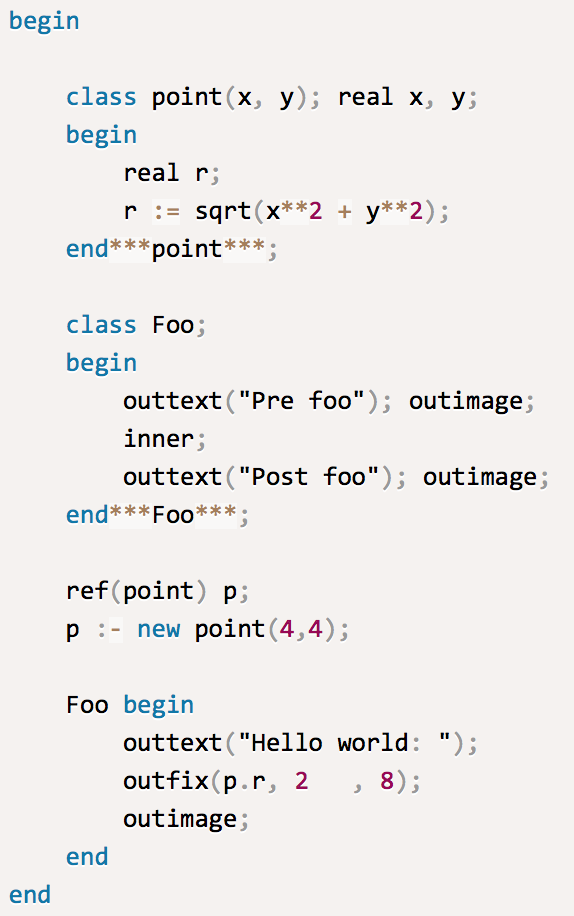 begin
class point(x, y); real x, y;
begin
real r;
r := sqrt(x**2 + y**2);
end***point***;
class Foo;
begin
outtext("Pre foo"); outimage;
inner;
outtext("Post foo"); outimage;
end***Foo***;
ref(point) p;
p :- new point(4,4);
Foo begin
outtext("Hello world: ");
outfix(p.r, 2   , 8);
outimage;
end
end